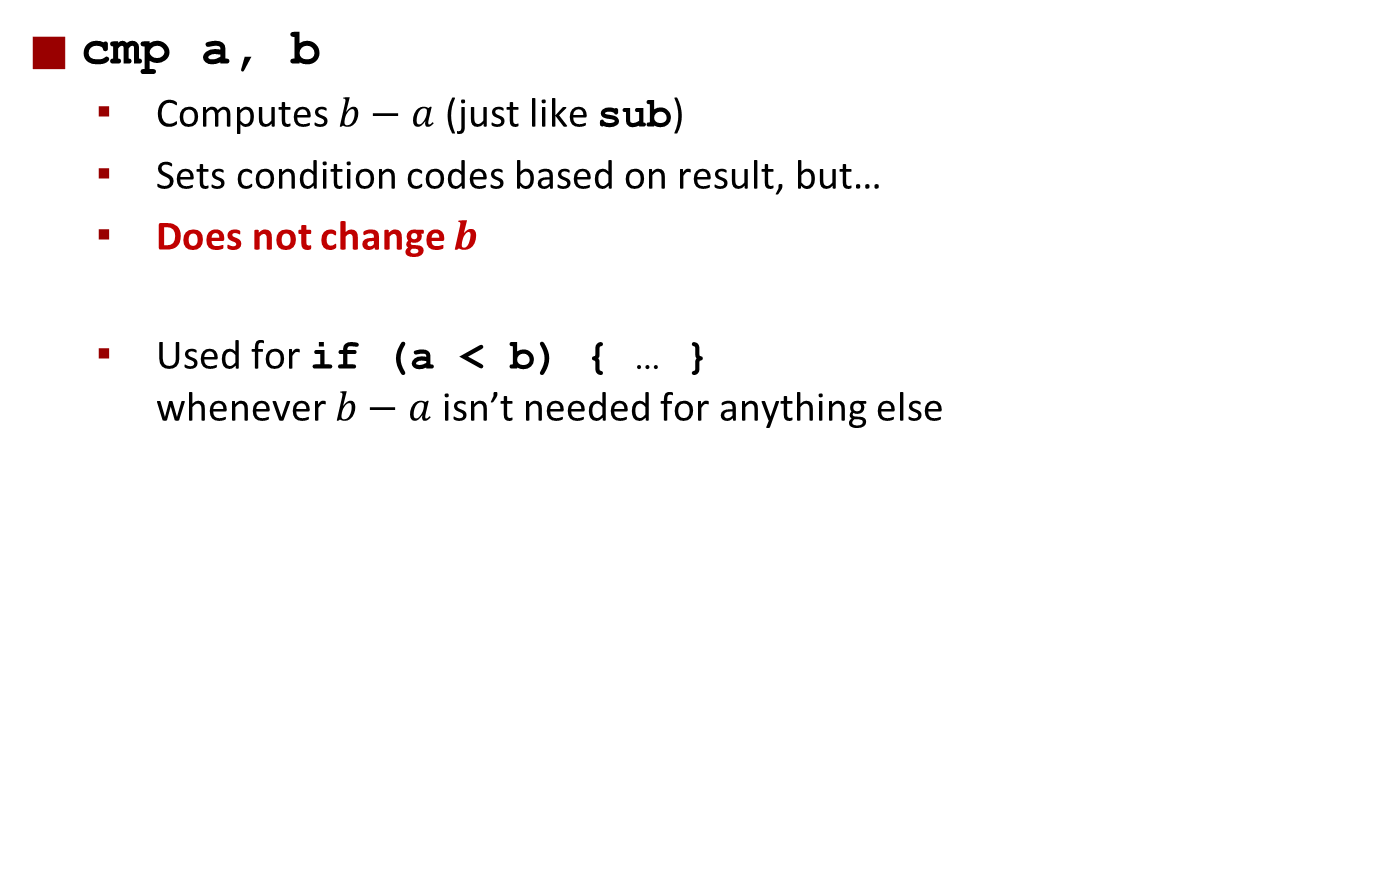 ■ cmp a, b
▪ Computes b − a (just like sub)
▪ Sets condition codes based on result, but…
▪ Does not change b
▪ Used for if (a < b) { … }
whenever b − a isn’t needed for anything else